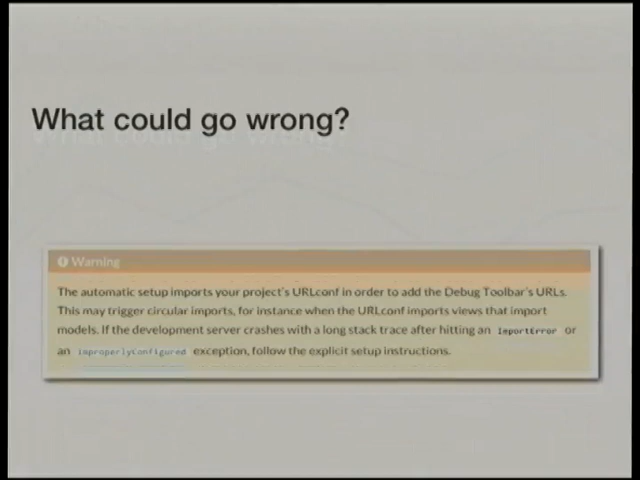 What could go wrong?
Warning
The automatic setup imports your project's URLconf in order to add the Debug Toolbar's URLs.
This may trigger circular imports, for instance when the URLconf imports views that import
models. If the development server crashes with a long stack trace after hitting an ImportError or
an ImproperlyConfigured exception, follow the explicit setup instructions.